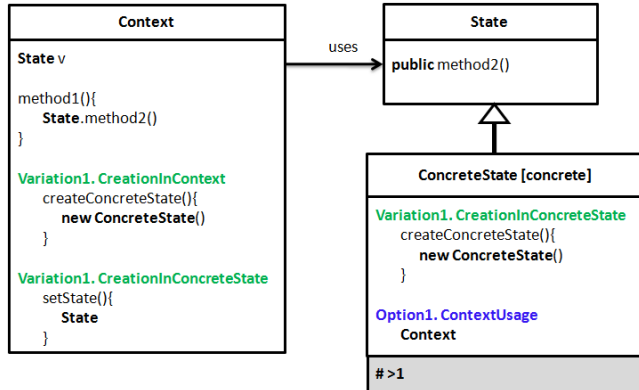 Context
State v
method1(){
State.method2()
}
Variation1. CreationInContext
createConcreteState(){
new ConcreteState()
}
Variation1. CreationInConcreteState
setState(){
State
}
uses
State
public method2()
ConcreteState [concrete]
Variation1. CreationInConcreteState
createConcreteState(){
new ConcreteState()
}
Option1. ContextUsage
Context
# >1